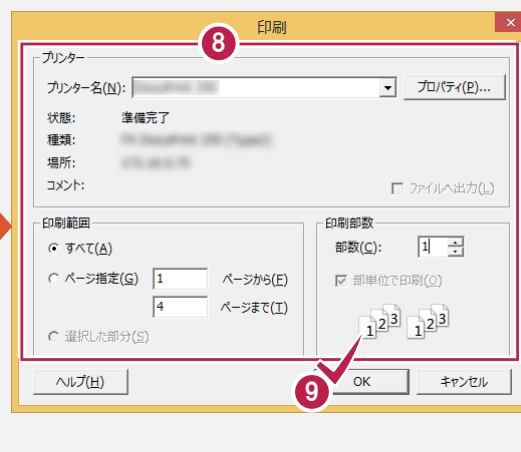 印刷
8
プリンター
プリンター名(N):
プロパティ(P)...
状態: 準備完了
種類:
場所:
コメント:
ファイルへ出力(L)
印刷範囲
すべて(A)
ページ指定(G) 1 ページから(F)
4 ページまで(T)
選択した部分(S)
印刷部数
部数(C): 1
部単位で印刷(O)
1 2 3 1 2 3
9
ヘルプ(H) OK キャンセル